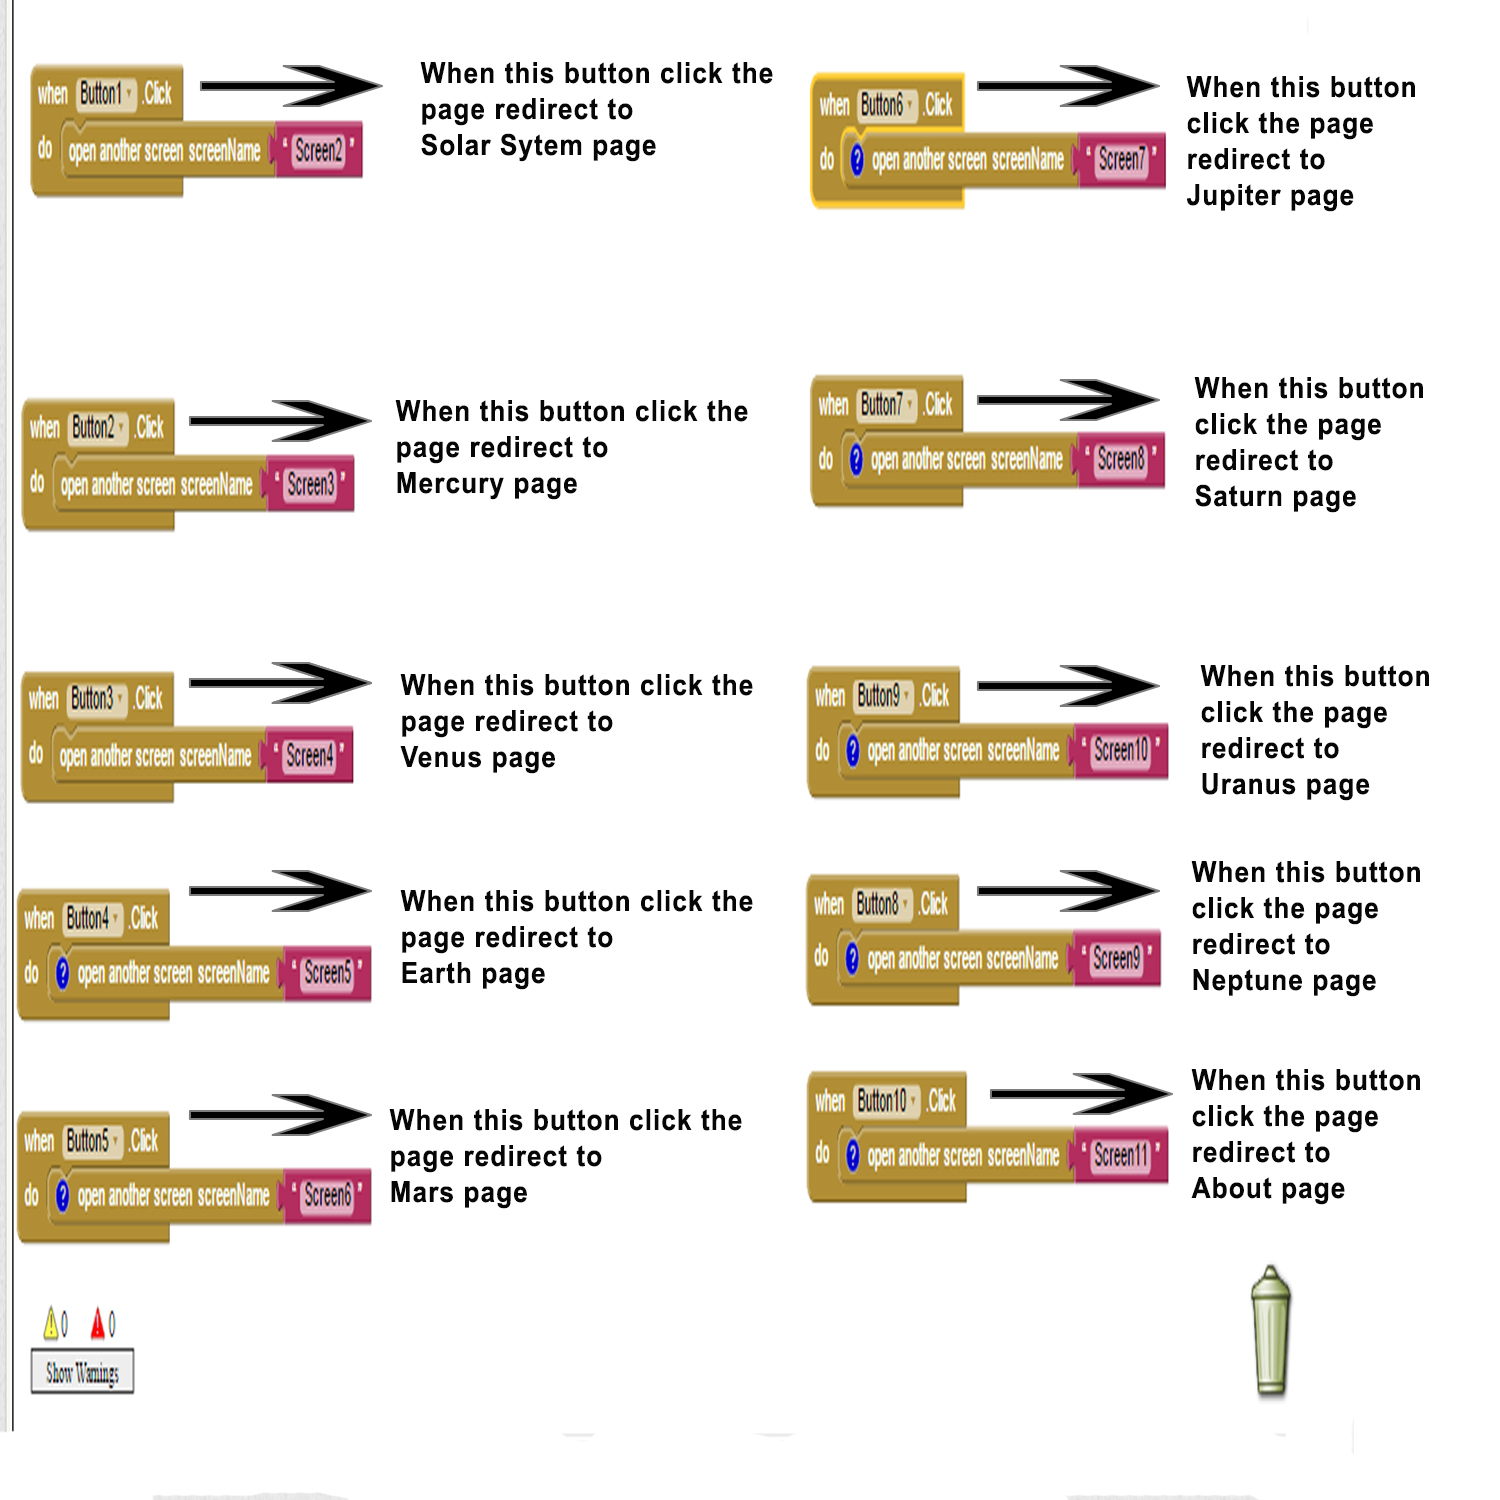 when Button1 .Click
do open another screen screenName " Screen2 "
When this button click the
page redirect to
Solar Sytem page
when Button2 .Click
do open another screen screenName " Screen3 "
When this button click the
page redirect to
Mercury page
when Button3 .Click
do open another screen screenName " Screen4 "
When this button click the
page redirect to
Venus page
when Button4 .Click
do ? open another screen screenName " Screen5 "
When this button click the
page redirect to
Earth page
when Button5 .Click
do ? open another screen screenName " Screen6 "
When this button click the
page redirect to
Mars page
when Button6 .Click
do ? open another screen screenName " Screen7 "
When this button
click the page
redirect to
Jupiter page
when Button7 .Click
do ? open another screen screenName " Screen8 "
When this button
click the page
redirect to
Saturn page
when Button9 .Click
do ? open another screen screenName " Screen10 "
When this button
click the page
redirect to
Uranus page
when Button8 .Click
do ? open another screen screenName " Screen9 "
When this button
click the page
redirect to
Neptune page
when Button10 .Click
do ? open another screen screenName " Screen11 "
When this button
click the page
redirect to
About page
0 0
Show Warnings